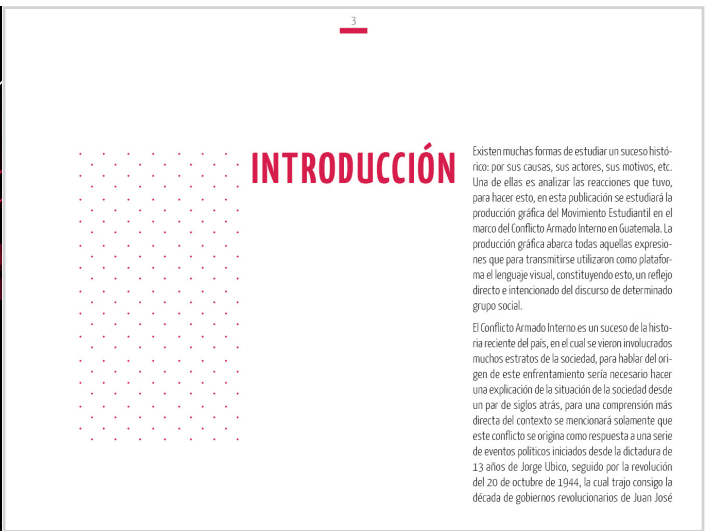 3
INTRODUCCIÓN
Existen muchas formas de estudiar un suceso histó-
rico: por sus causas, sus actores, sus motivos, etc.
Una de ellas es analizar las reacciones que tuvo,
para hacer esto, en esta publicación se estudiará la
producción gráfica del Movimiento Estudiantil en el
marco del Conflicto Armado Interno en Guatemala. La
producción gráfica abarca todas aquellas expresio-
nes que para transmitirse utilizaron como platafor-
ma el lenguaje visual, constituyendo esto, un reflejo
directo e intencionado del discurso de determinado
grupo social.
El Conflicto Armado Interno es un suceso de la histo-
ria reciente del país, en el cual se vieron involucrados
muchos estratos de la sociedad, para hablar del ori-
gen de este enfrentamiento sería necesario hacer
una explicación de la situación de la sociedad desde
un par de siglos atrás, para una comprensión más
directa del contexto se mencionará solamente que
este conflicto se origina como respuesta a una serie
de eventos políticos iniciados desde la dictadura de
13 años de Jorge Ubico, seguido por la revolución
del 20 de octubre de 1944, la cual trajo consigo la
década de gobiernos revolucionarios de Juan José